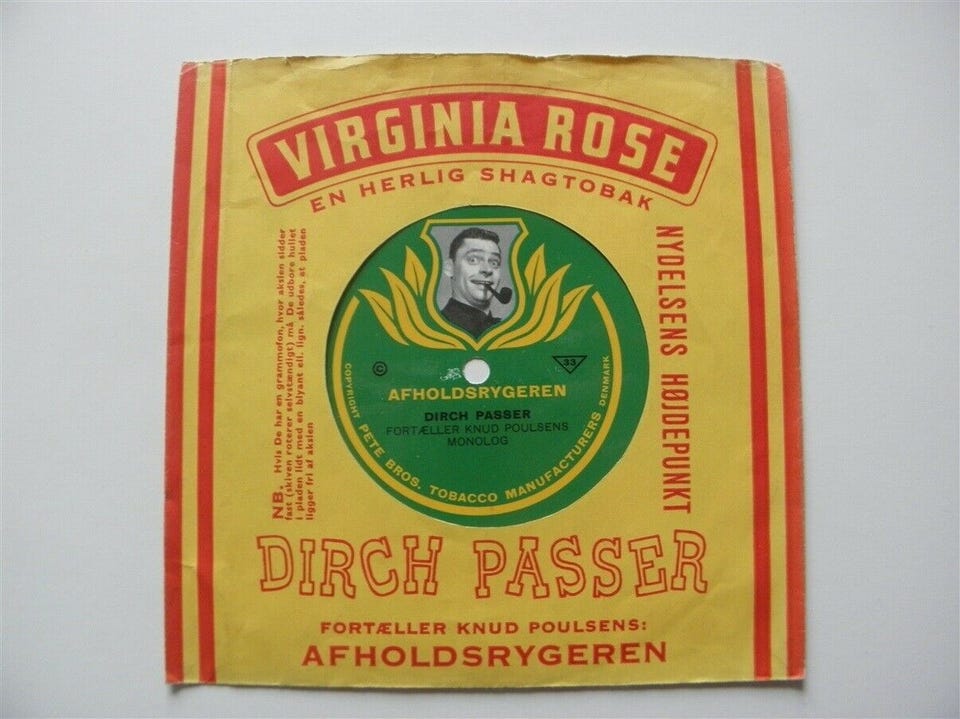 VIRGINIA ROSE
EN HERLIG SHAGTOBAK
NB. Hvis De har en grammofon, hvor akslen sidder
fast (skiven roterer selvstændigt) må De udbore hullet
i pladen lidt med en blyant ell. lign. således, at pladen
ligger fri af akslen
NYDELSENS HØJDEPUNKT
©
33
AFHOLDSRYGEREN
DIRCH PASSER
FORTÆLLER KNUD POULSENS
MONOLOG
COPYRIGHT PETE BROS. TOBACCO MANUFACTURERS DENMARK
DIRCH PASSER
FORTÆLLER KNUD POULSENS:
AFHOLDSRYGEREN